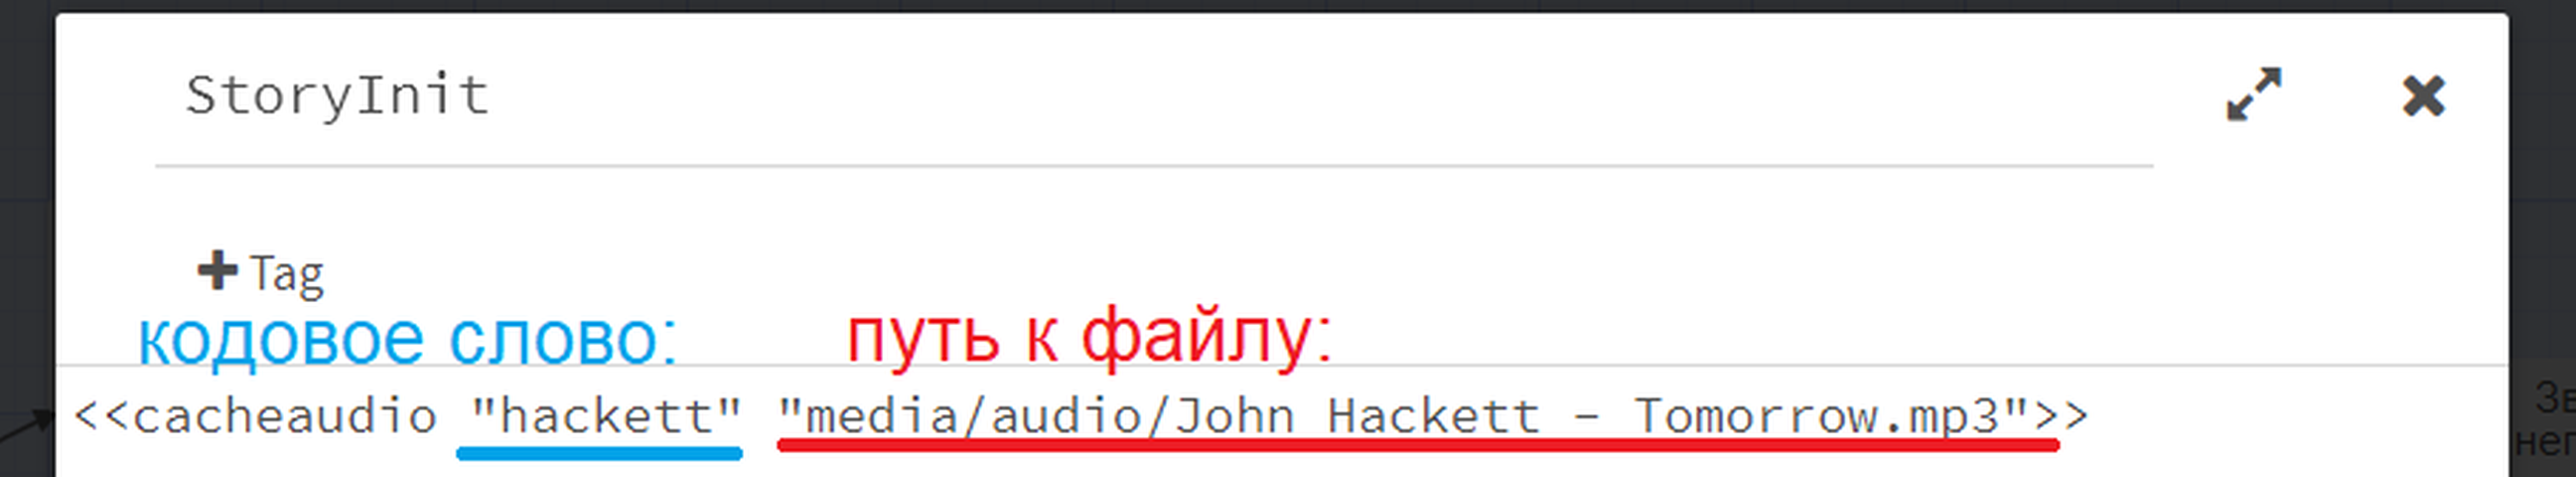 StoryInit
Tag
кодовое слово: путь к файлу:
<<cacheaudio "hackett" "media/audio/John Hackett - Tomorrow.mp3">>